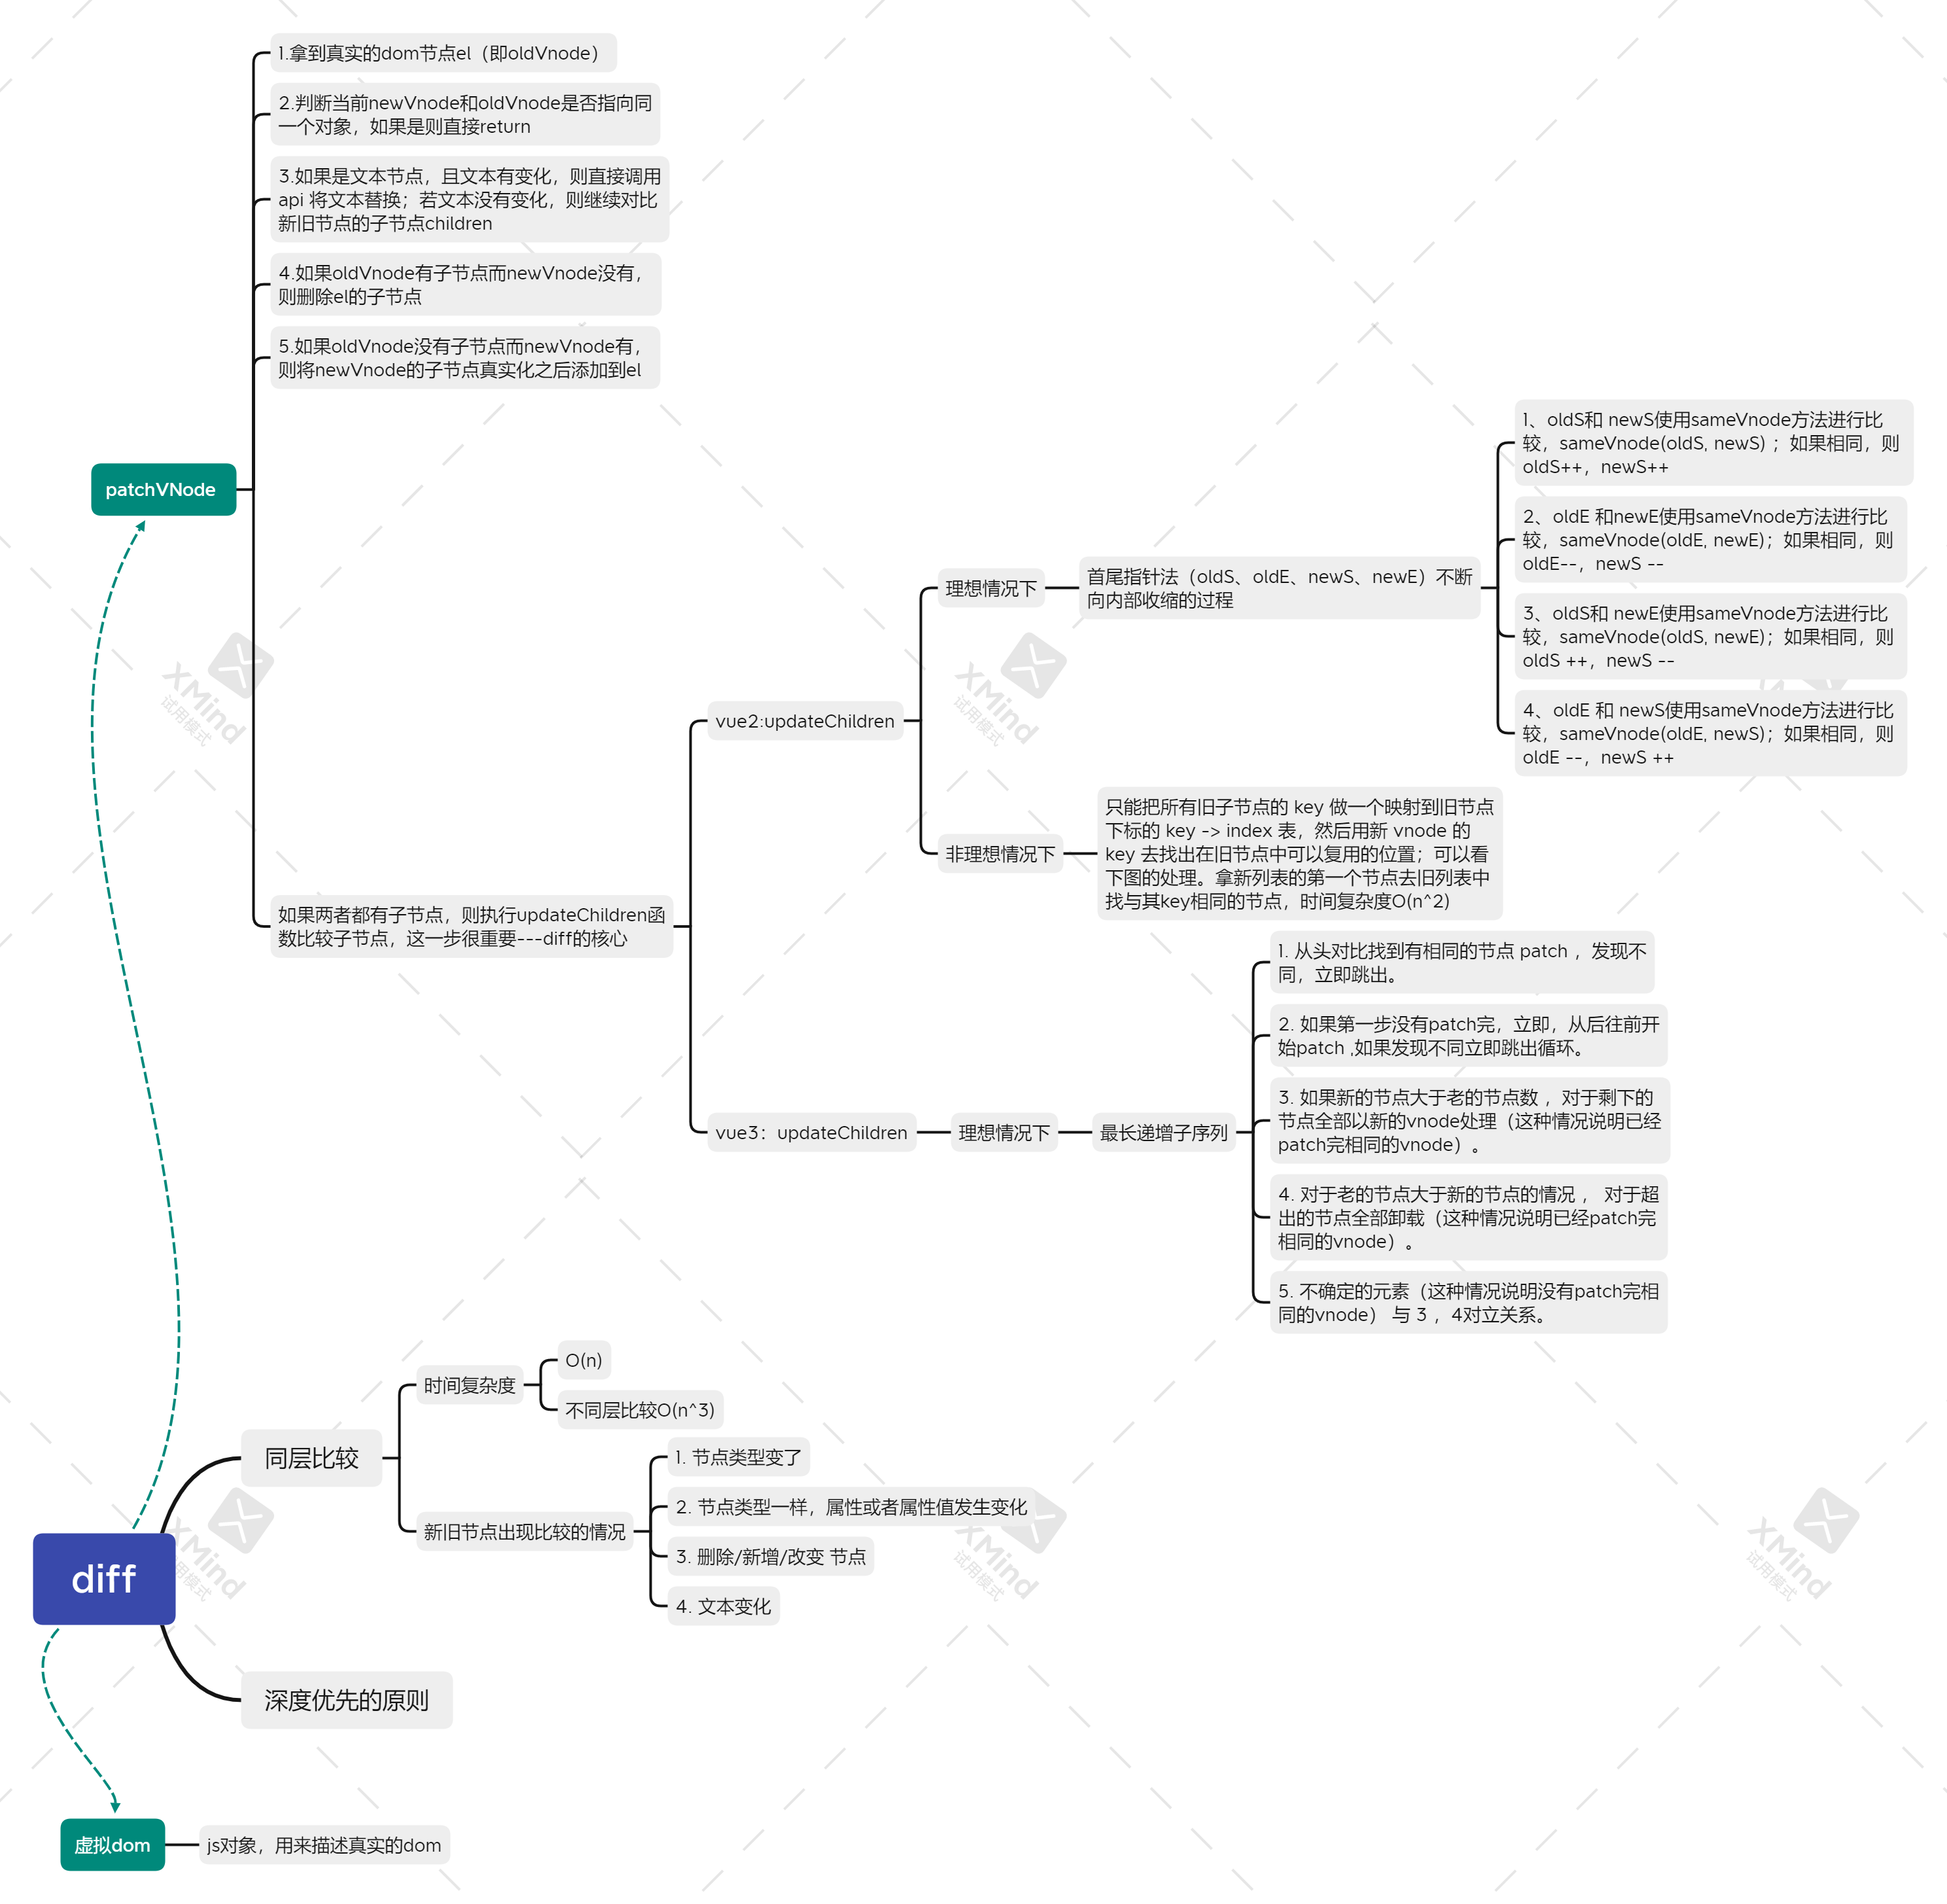 1.拿到真实的dom节点el（即oldVnode）
2.判断当前newVnode和oldVnode是否指向同
一个对象，如果是则直接return
3.如果是文本节点，且文本有变化，则直接调用
api 将文本替换；若文本没有变化，则继续对比
新旧节点的子节点children
4.如果oldVnode有子节点而newVnode没有，
则删除el的子节点
5.如果oldVnode没有子节点而newVnode有，
则将newVnode的子节点真实化之后添加到el
patchVNode
如果两者都有子节点，则执行updateChildren函
数比较子节点，这一步很重要---diff的核心
vue2:updateChildren
理想情况下
首尾指针法（oldS、oldE、newS、newE）不断
向内部收缩的过程
1、oldS和 newS使用sameVnode方法进行比
较，sameVnode(oldS, newS) ；如果相同，则
oldS++，newS++
2、oldE 和newE使用sameVnode方法进行比
较，sameVnode(oldE, newE)；如果相同，则
oldE--，newS --
3、oldS和 newE使用sameVnode方法进行比
较，sameVnode(oldS, newE)；如果相同，则
oldS ++，newS --
4、oldE 和 newS使用sameVnode方法进行比
较，sameVnode(oldE, newS)；如果相同，则
oldE --，newS ++
非理想情况下
只能把所有旧子节点的 key 做一个映射到旧节点
下标的 key -> index 表，然后用新 vnode 的
key 去找出在旧节点中可以复用的位置；可以看
下图的处理。拿新列表的第一个节点去旧列表中
找与其key相同的节点，时间复杂度O(n^2)
vue3：updateChildren
理想情况下
最长递增子序列
1. 从头对比找到有相同的节点 patch ，发现不
同，立即跳出。
2. 如果第一步没有patch完，立即，从后往前开
始patch ,如果发现不同立即跳出循环。
3. 如果新的节点大于老的节点数 ，对于剩下的
节点全部以新的vnode处理（这种情况说明已经
patch完相同的vnode）。
4. 对于老的节点大于新的节点的情况 ， 对于超
出的节点全部卸载（这种情况说明已经patch完
相同的vnode）。
5. 不确定的元素（这种情况说明没有patch完相
同的vnode） 与 3 ，4对立关系。
diff
同层比较
时间复杂度
O(n)
不同层比较O(n^3)
新旧节点出现比较的情况
1. 节点类型变了
2. 节点类型一样，属性或者属性值发生变化
3. 删除/新增/改变 节点
4. 文本变化
深度优先的原则
虚拟dom
js对象，用来描述真实的dom
XMind
试用模式
XMind
试用模式
XMind
试用模式
XMind
试用模式
XMind
试用模式